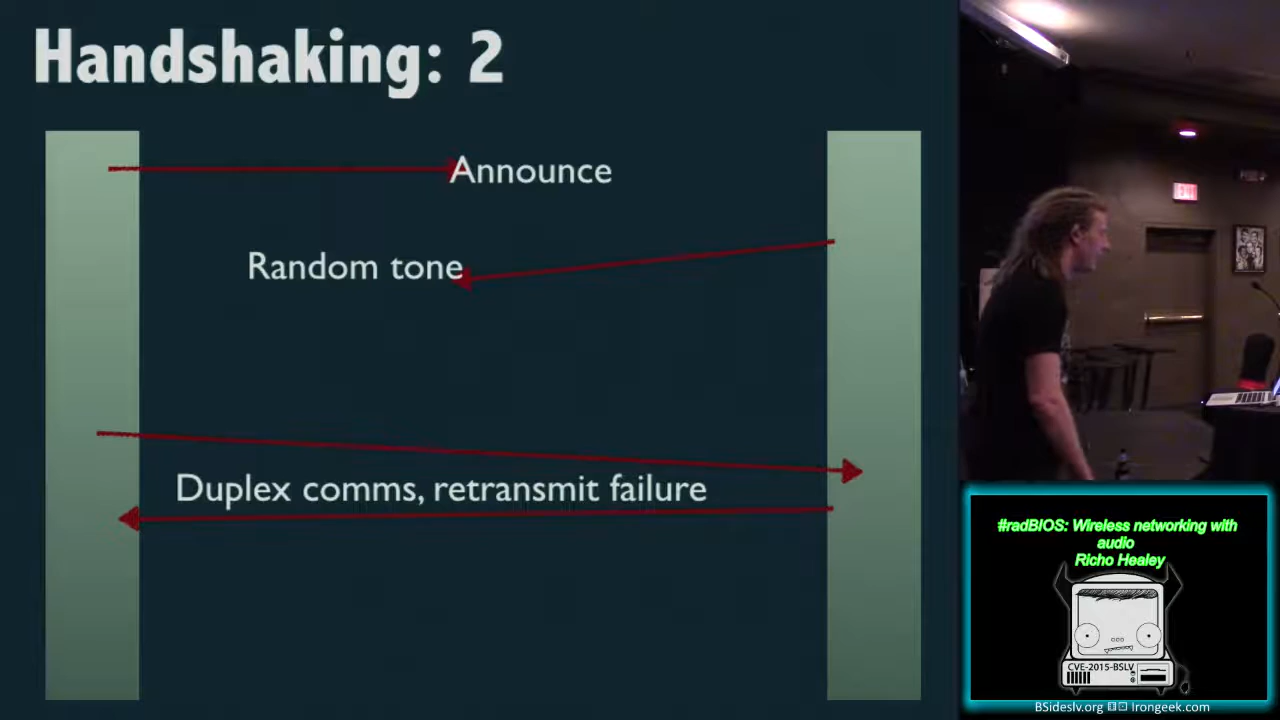 Handshaking: 2
Announce
Random tone
Duplex comms, retransmit failure
EXIT
#radBIOS: Wireless networking with
audio
Richo Healey
CVE-2015-BSLV
BSideslv.org
Irongeek.com